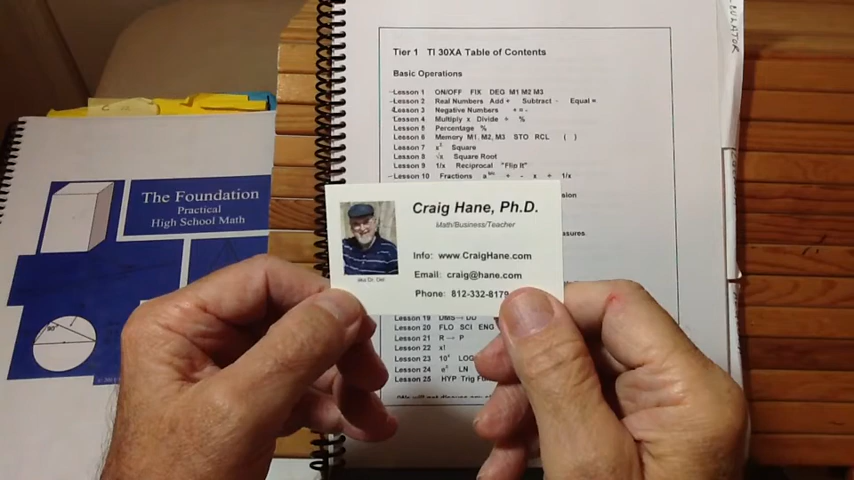 BULATOR
Tier 1 TI 30XA Table of Contents
Basic Operations
Lesson 1 ON/OFF FIX DEG M1 M2 M3
Lesson 2 Real Numbers Add + Subtract - Equal =
Lesson 3 Negative Numbers
Lesson 4 Multiply x Divide ÷ %
Lesson 5 Percentage %
Lesson 6 Memory M1, M2, M3 STO RCL ( )
Lesson 7 x² Square
Lesson 8 √x Square Root
Lesson 9 1/x Reciprocal "Flip It"
Lesson 10 Fractions a b/c + - x ÷ 1/x
The Foundation
Practical
High School Math
Craig Hane, Ph.D.
Math/Business/Teacher
Info: www.CraigHane.com
Email: craig@hane.com
Phone: 812-332-8179
aka Dr. Del
Lesson 19 DMS→DD
Lesson 20 FLO SCI ENG
Lesson 21 R→P
Lesson 22 x!
Lesson 23 10ˣ LOG
Lesson 24 eˣ LN
Lesson 25 HYP Trig